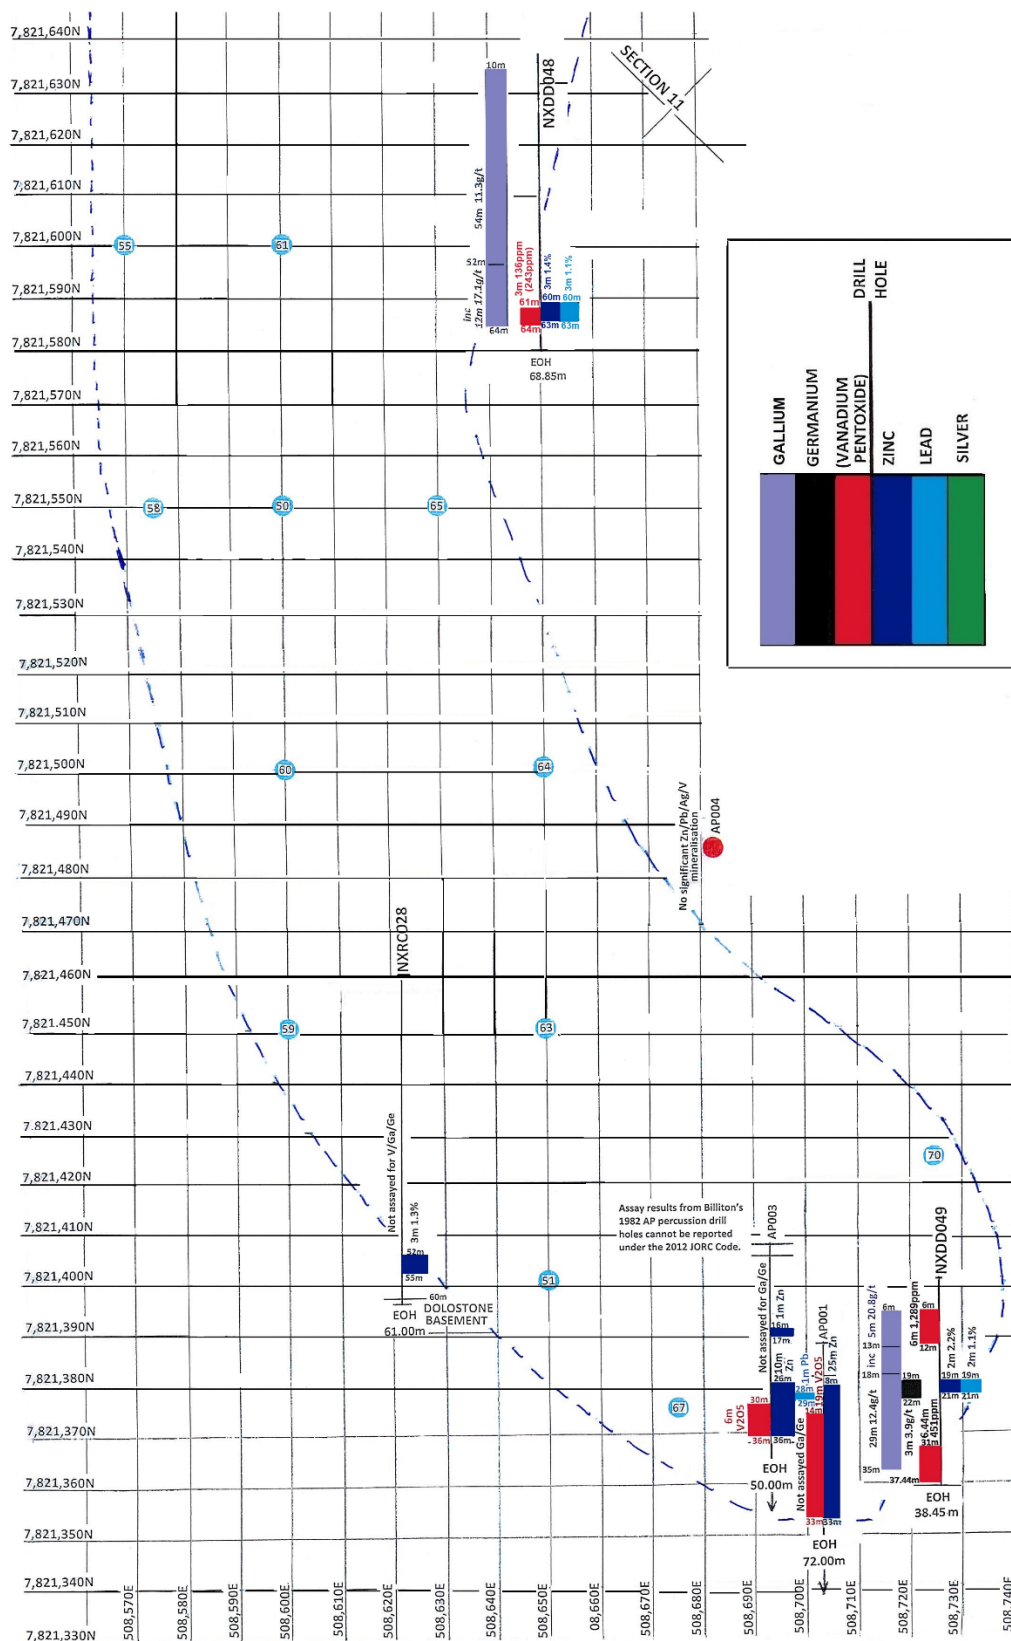 7,821,640N
10m
SECTION 11
7,821,630N
NXDD048
7,821,620N
7,821,610N
54m 11.3g/t
7,821,600N
55
61
52m
3m 136ppm
(243ppm)
3m 1.4%
3m 1.1%
7,821,590N
inc
12m 17.1g/t
61m
60m
60m
64m
64m
63m
63m
7,821,580N
EOH
68.85m
7,821,570N
7,821,560N
7,821,550N
58
50
65
7,821,540N
7,821,530N
7,821,520N
7,821,510N
7,821,500N
60
64
7,821,490N
No significant Zn/Pb/Ag/V
mineralisation
AP004
7,821,480N
7,821,470N
NXRC028
7,821,460N
7,821.450N
59
63
7,821,440N
7,821,430N
70
7,821,420N
Not assayed for V/Ga/Ge
Assay results from Billiton's
1982 AP percussion drill
holes cannot be reported
under the 2012 JORC Code.
7,821,410N
3m 1.3%
52m
55m
AP003
NXDD049
7,821,400N
51
60m
EOH
61.00m
DOLOSTONE
BASEMENT
7,821,390N
Not assayed for Ga/Ge
16m
17m
1m Zn
AP001
6m
13m
18m
35m
inc 5m 20.8g/t
29m 12.4g/t
6m 1,289ppm
6m
12m
2m 2.2%
2m 1.1%
7,821,380N
67
10m
Zn
26m
36m
1m Pb
28m
29m
19m V2O5
14m
25m Zn
8m
19m
22m
3m 3.9g/t
19m
21m
19m
21m
7,821,370N
6m
V2O5
30m
36m
Not assayed Ga/Ge
6.44m
451ppm
31m
37.44m
7,821,360N
EOH
50.00m
33m
33m
EOH
38.45m
7,821,350N
EOH
72.00m
7,821,340N
7,821,330N
508,570E
508,580E
508,590E
508,600E
508,620E
508,630E
508,650E
08,660E
508,670E
508,680E
508,690E
508,700E
508,710E
508,720E
508,730E
508,740E
DRILL
HOLE
GALLIUM
GERMANIUM
(VANADIUM
PENTOXIDE)
ZINC
LEAD
SILVER